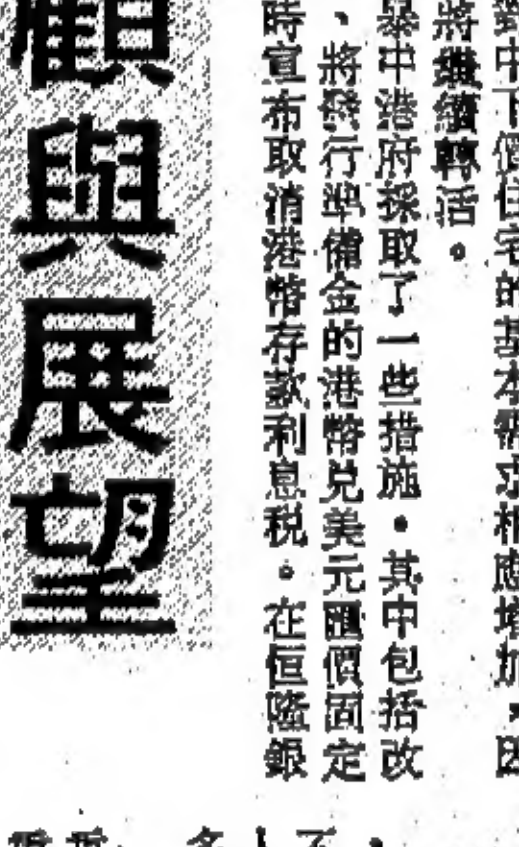 對中下價住宅的基本需求相應增加，因
將繼續轉活。
暴中港府採取了一些措施。其中包括改
、將發行準備金的港幣兌美元匯價固定
時宣布取消港幣存款利息稅。在恒隆銀
顧與展望